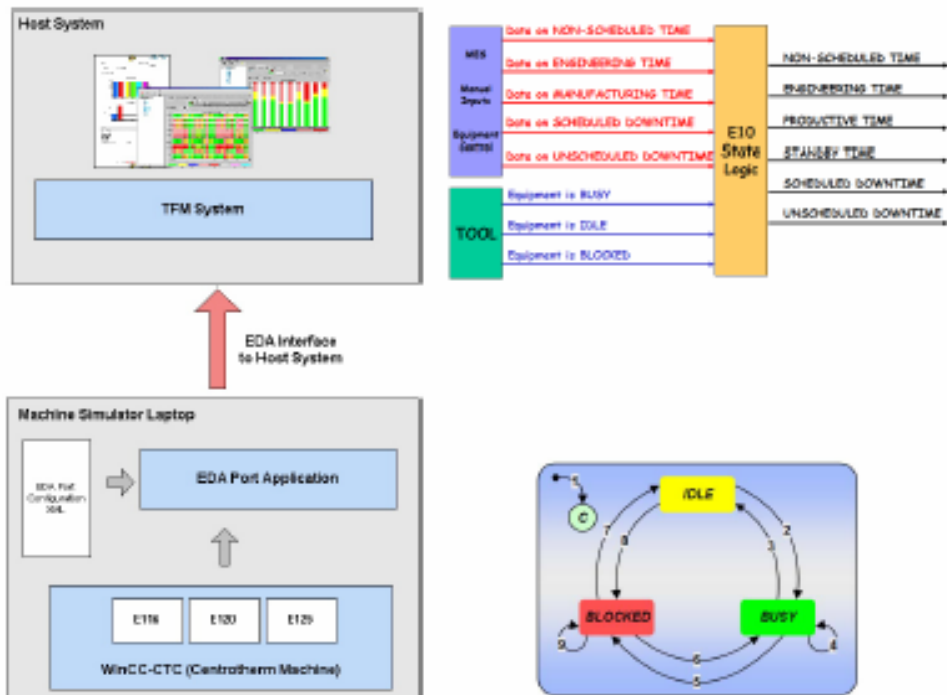 Host System
TFM System
EDA Interface
to Host System
Machine Simulator Laptop
EDA Port
Configuration
XML
EDA Port Application
E116
E120
E125
WinCC-CTC (Centrotherm Machine)
MES
Manual
Inputs
Equipment
Control
Data on NON-SCHEDULED TIME
Data on ENGINEERING TIME
Data on MANUFACTURING TIME
Data on SCHEDULED DOWNTIME
Data on UNSCHEDULED DOWNTIME
TOOL
Equipment is BUSY
Equipment is IDLE
Equipment is BLOCKED
E10
State
Logic
NON-SCHEDULED TIME
ENGINEERING TIME
PRODUCTIVE TIME
STANDBY TIME
SCHEDULED DOWNTIME
UNSCHEDULED DOWNTIME
C
IDLE
7
8
2
3
BLOCKED
BUSY
9
6
5
4